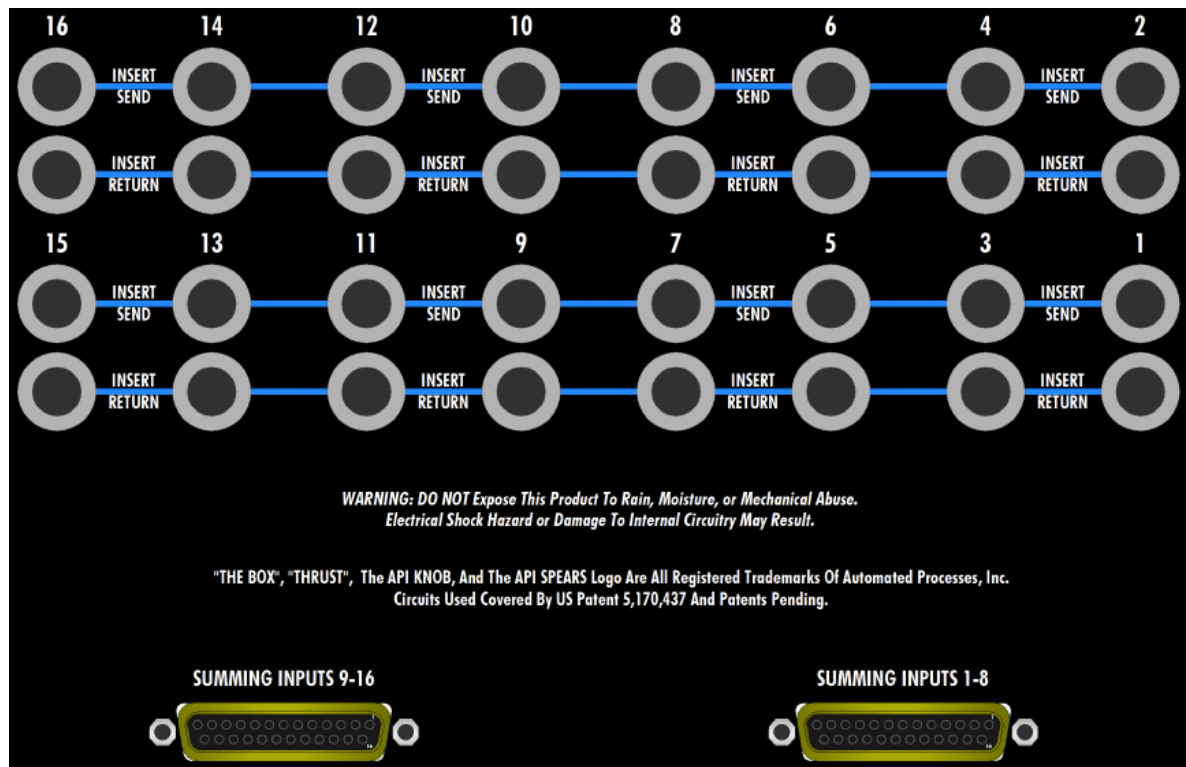 16 14 12 10 8 6 4 2
INSERT INSERT INSERT INSERT
SEND SEND SEND SEND
INSERT INSERT INSERT INSERT
RETURN RETURN RETURN RETURN
15 13 11 9 7 5 3 1
INSERT INSERT INSERT INSERT
SEND SEND SEND SEND
INSERT INSERT INSERT INSERT
RETURN RETURN RETURN RETURN
WARNING: DO NOT Expose This Product To Rain, Moisture, or Mechanical Abuse.
Electrical Shock Hazard or Damage To Internal Circuitry May Result.
"THE BOX", "THRUST", The API KNOB, And The API SPEARS Logo Are All Registered Trademarks Of Automated Processes, Inc.
Circuits Used Covered By US Patent 5,170,437 And Patents Pending.
SUMMING INPUTS 9-16 SUMMING INPUTS 1-8